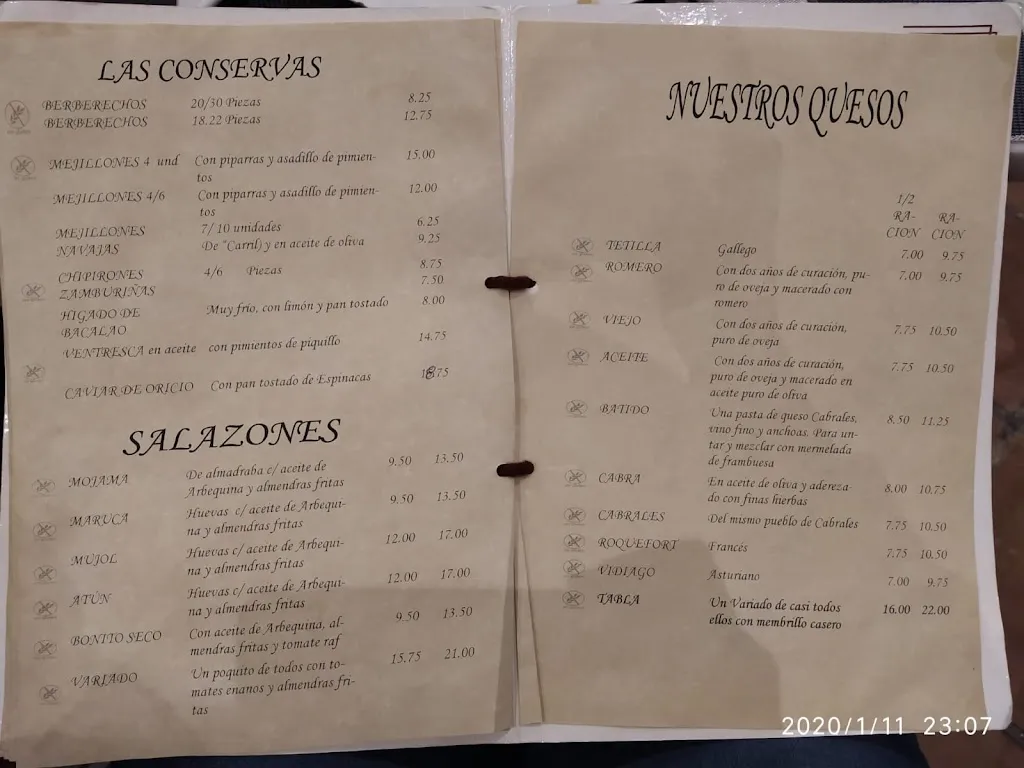 LAS CONSERVAS
BERBERECHOS 20/30 Piezas 8.25
BERBERECHOS 18.22 Piezas 12.75
MEJILLONES 4 und Con piparras y asadillo de pimien- 15.00
tos
MEJILLONES 4/6 Con piparras y asadillo de pimien- 12.00
tos
MEJILLONES 7/ 10 unidades 6.25
NAVAJAS De "Carril) y en aceite de oliva 9.25
CHIPIRONES 4/6 Piezas 8.75
ZAMBURIÑAS 7.50
HIGADO DE Muy frío, con limón y pan tostado 8.00
BACALAO
VENTRESCA en aceite con pimientos de piquillo 14.75
CAVIAR DE ORICIO Con pan tostado de Espinacas 18.75
SALAZONES
MOJAMA De almadraba c/ aceite de 9.50 13.50
Arbequina y almendras fritas
MARUCA Huevas c/ aceite de Arbequi- 9.50 13.50
na y almendras fritas
MUJOL Huevas c/ aceite de Arbequi- 12.00 17.00
na y almendras fritas
ATÚN Huevas c/ aceite de Arbequi- 12.00 17.00
na y almendras fritas
BONITO SECO Con aceite de Arbequina, al- 9.50 13.50
mendras fritas y tomate raf
VARIADO Un poquito de todos con to- 15.75 21.00
mates enanos y almendras fri-
tas
NUESTROS QUESOS
1/2
RA- RA-
CION CION
TETILLA Gallego 7.00 9.75
ROMERO Con dos años de curación, pu- 7.00 9.75
ro de oveja y macerado con
romero
VIEJO Con dos años de curación, 7.75 10.50
puro de oveja
ACEITE Con dos años de curación, 7.75 10.50
puro de oveja y macerado en
aceite puro de oliva
BATIDO Una pasta de queso Cabrales, 8.50 11.25
vino fino y anchoas. Para un-
tar y mezclar con mermelada
de frambuesa
CABRA En aceite de oliva y adereza- 8.00 10.75
do con finas hierbas
CABRALES Del mismo pueblo de Cabrales 7.75 10.50
ROQUEFORT Francés 7.75 10.50
VIDIAGO Asturiano 7.00 9.75
TABLA Un Variado de casi todos 16.00 22.00
ellos con membrillo casero
2020/1/11 23:07